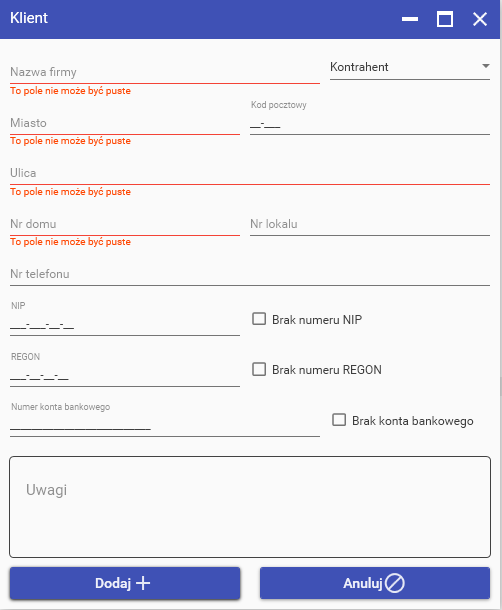 Klient
Nazwa firmy
Kontrahent
To pole nie może być puste
Kod pocztowy
Miasto
__-___
To pole nie może być puste
Ulica
To pole nie może być puste
Nr domu
Nr lokalu
To pole nie może być puste
Nr telefonu
NIP
___-___-__-__
Brak numeru NIP
REGON
___-__-__-__
Brak numeru REGON
Numer konta bankowego
__________________________
Brak konta bankowego
Uwagi
Dodaj
Anuluj